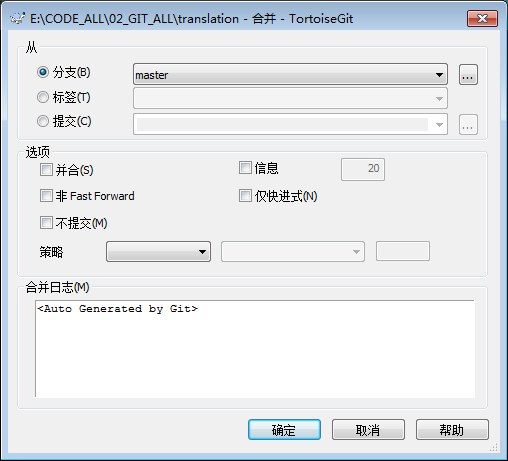 E:\CODE_ALL\02_GIT_ALL\translation - 合并 - TortoiseGit
从
分支(B)
master
...
标签(T)
提交(C)
...
选项
并合(S)
信息
20
非 Fast Forward
仅快进式(N)
不提交(M)
策略
合并日志(M)
<Auto Generated by Git>
确定
取消
帮助